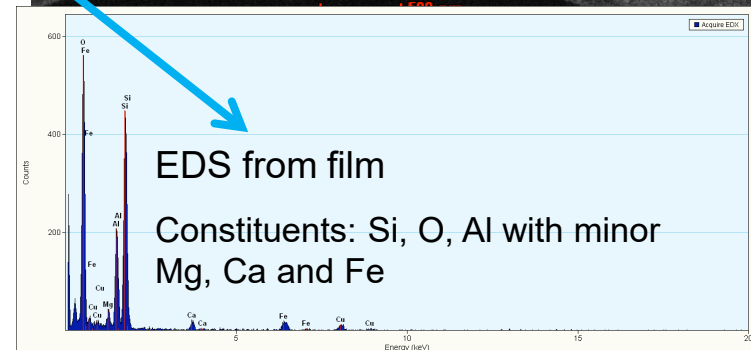 Acquire EDX
600
O
Fe
Si
Si
Fe
400
Counts
EDS from film
Al
Al
200
Constituents: Si, O, Al with minor
Mg, Ca and Fe
Fe
Cu
Cu
Mg
Cu
Ca
Ca
Fe
Fe
Cu
Cu
5
10
15
20
Energy (keV)